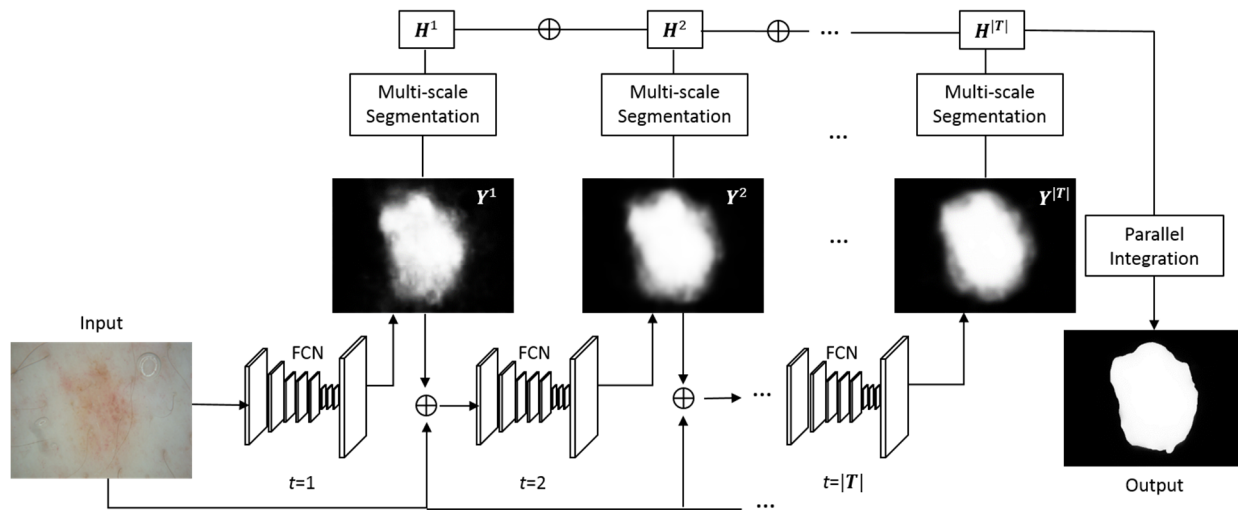 H¹ ⊕ H² ⊕ ... H|T|
Multi-scale
Segmentation
Multi-scale
Segmentation
Multi-scale
Segmentation
...
Y¹
Y²
Y|T|
...
Parallel
Integration
Input
FCN
FCN
FCN
⊕
⊕
...
t=1
t=2
t=|T|
...
Output